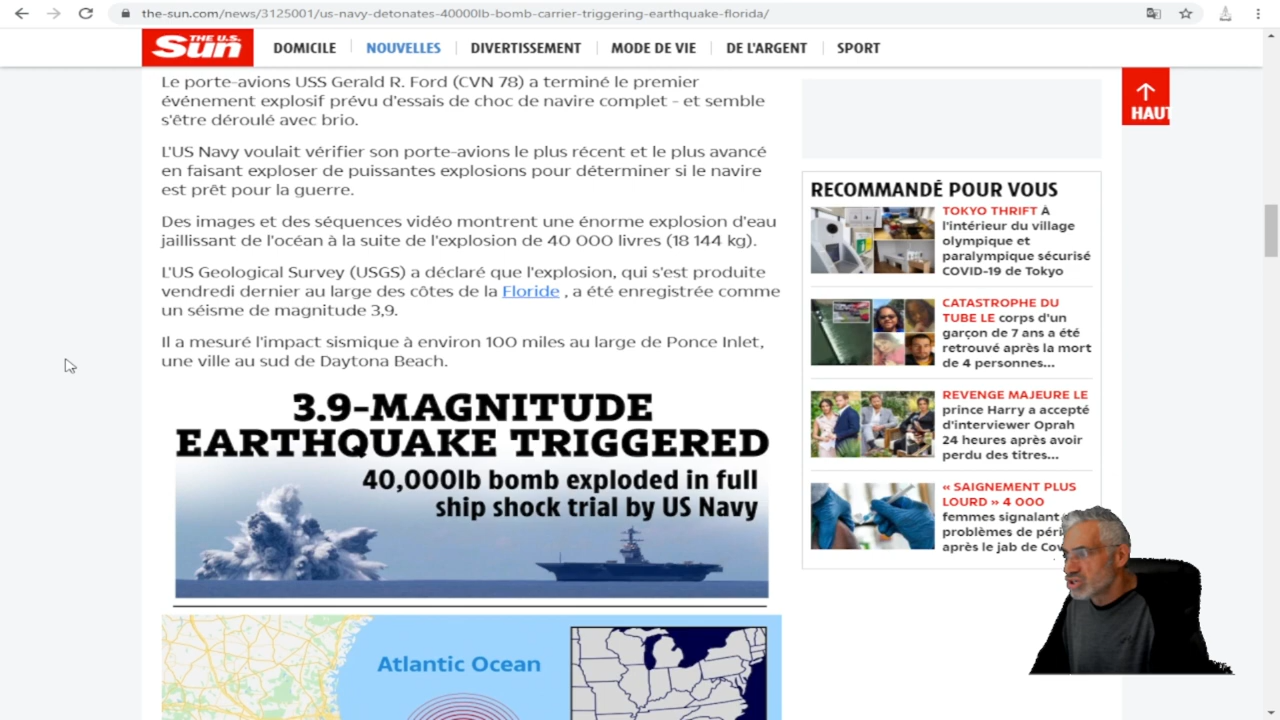 the-sun.com/news/3125001/us-navy-detonates-40000lb-bomb-carrier-triggering-earthquake-florida/
THE U.S. Sun
DOMICILE
NOUVELLES
DIVERTISSEMENT
MODE DE VIE
DE L'ARGENT
SPORT
Le porte-avions USS Gerald R. Ford (CVN 78) a terminé le premier
événement explosif prévu d'essais de choc de navire complet - et semble
s'être déroulé avec brio.
L'US Navy voulait vérifier son porte-avions le plus récent et le plus avancé
en faisant exploser de puissantes explosions pour déterminer si le navire
est prêt pour la guerre.
Des images et des séquences vidéo montrent une énorme explosion d'eau
jaillissant de l'océan à la suite de l'explosion de 40 000 livres (18 144 kg).
L'US Geological Survey (USGS) a déclaré que l'explosion, qui s'est produite
vendredi dernier au large des côtes de la Floride , a été enregistrée comme
un séisme de magnitude 3,9.
Il a mesuré l'impact sismique à environ 100 miles au large de Ponce Inlet,
une ville au sud de Daytona Beach.
3.9-MAGNITUDE
EARTHQUAKE TRIGGERED
40,000lb bomb exploded in full
ship shock trial by US Navy
Atlantic Ocean
HAUT
RECOMMANDÉ POUR VOUS
TOKYO THRIFT À
l'intérieur du village
olympique et
paralympique sécurisé
COVID-19 de Tokyo
CATASTROPHE DU
TUBE LE corps d'un
garçon de 7 ans a été
retrouvé après la mort
de 4 personnes...
REVENGE MAJEURE LE
prince Harry a accepté
d'interviewer Oprah
24 heures après avoir
perdu des titres...
« SAIGNEMENT PLUS
LOURD » 4 000
femmes signalant
problèmes de
après le jab de